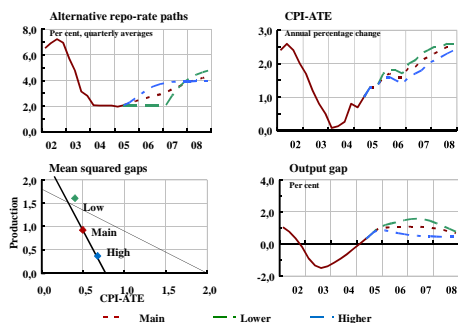 Alternative repo-rate paths
Per cent, quarterly averages
8,0
6,0
4,0
2,0
0,0
02 03 04 05 06 07 08
CPI-ATE
Annual percentage change
3,0
2,0
1,0
0,0
02 03 04 05 06 07 08
Mean squared gaps
Production
2,0
1,5
1,0
0,5
0,0
Low
Main
High
0,0 1,0 2,0
CPI-ATE
Output gap
Per cent
4,0
2,0
0,0
-2,0
02 03 04 05 06 07 08
Main Lower Higher